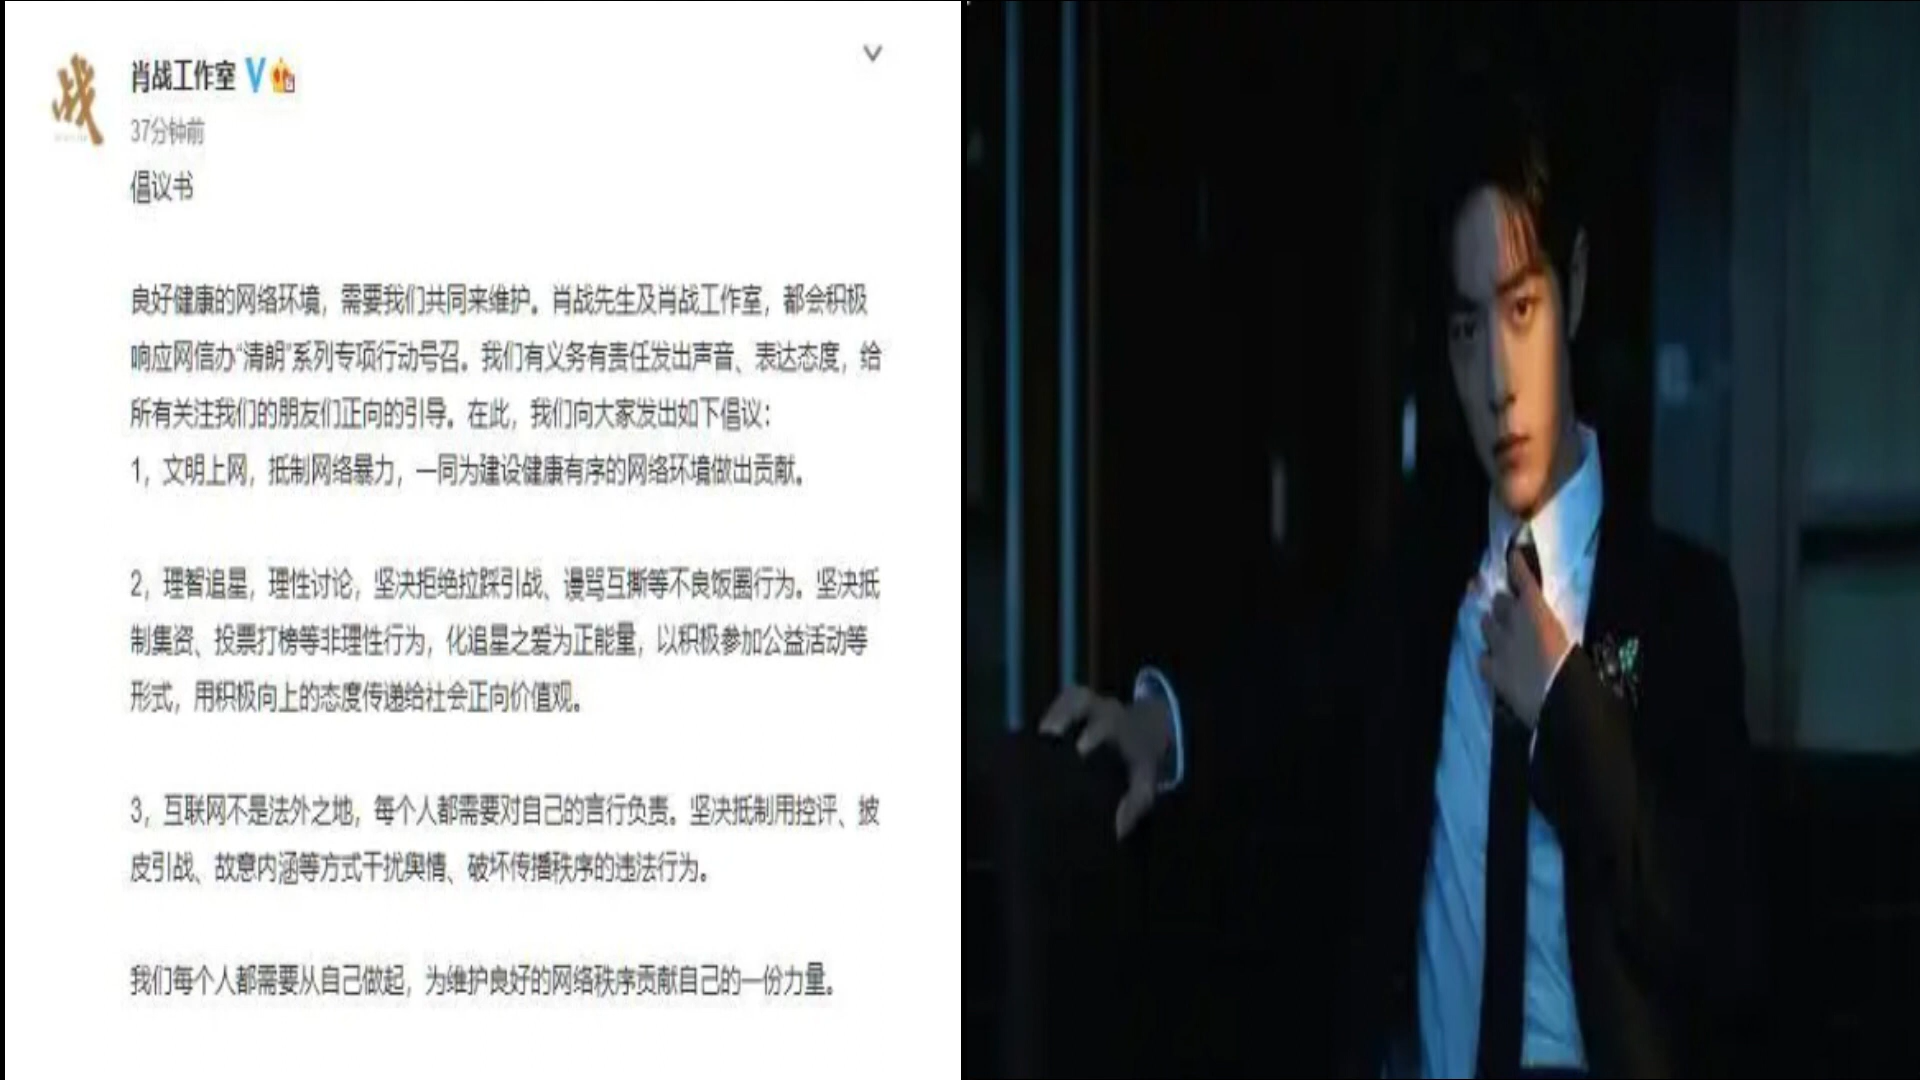 战
肖战工作室
37分钟前
倡议书
良好健康的网络环境，需要我们共同来维护。肖战先生及肖战工作室，都会积极
响应网信办“清朗”系列专项行动号召。我们有义务有责任发出声音、表达态度，给
所有关注我们的朋友们正向的引导。在此，我们向大家发出如下倡议：
1，文明上网，抵制网络暴力，一同为建设健康有序的网络环境做出贡献。
2，理智追星，理性讨论，坚决拒绝拉踩引战、谩骂互撕等不良饭圈行为。坚决抵
制集资、投票打榜等非理性行为，化追星之爱为正能量，以积极参加公益活动等
形式，用积极向上的态度传递给社会正向价值观。
3，互联网不是法外之地，每个人都需要对自己的言行负责。坚决抵制用控评、披
皮引战、故意内涵等方式干扰舆情、破坏传播秩序的违法行为。
我们每个人都需要从自己做起，为维护良好的网络秩序贡献自己的一份力量。